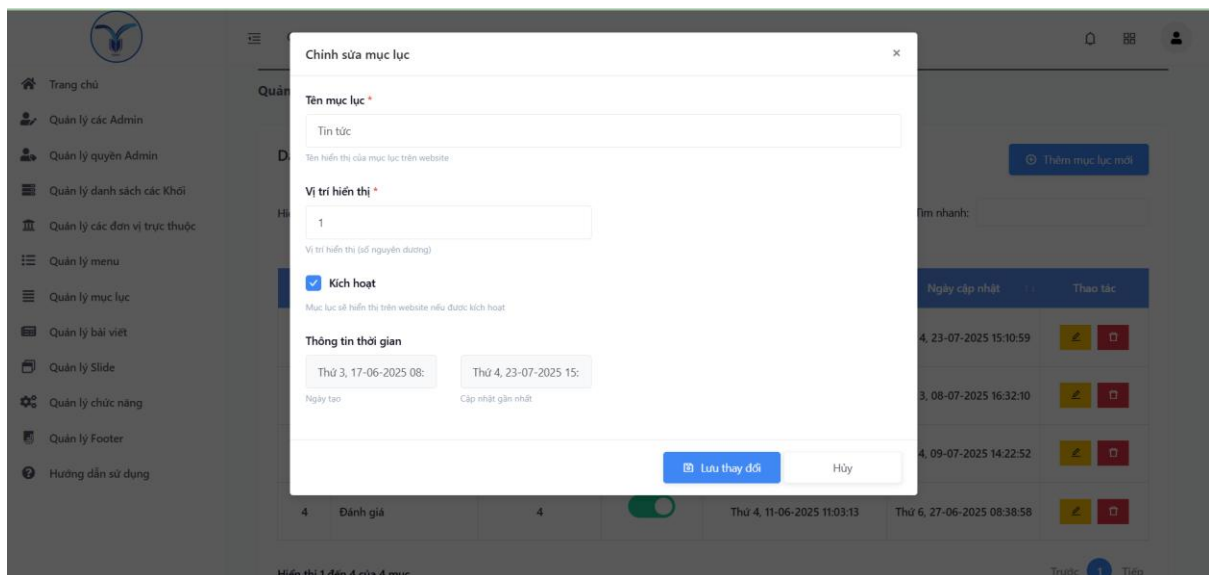 Chỉnh sửa mục lục ×
Trang chủ
Quản
Tên mục lục *
Quản lý các Admin
Tin tức
Quản lý quyền Admin
Tên hiển thị của mục lục trên website
Thêm mục lục mới
Quản lý danh sách các Khối
Vị trí hiển thị *
Tìm nhanh:
Quản lý các đơn vị trực thuộc
1
Vị trí hiển thị (số nguyên dương)
Quản lý menu
Kích hoạt
Quản lý mục lục
Ngày cập nhật Thao tác
Mục lục sẽ hiển thị trên website nếu được kích hoạt
Quản lý bài viết
Thông tin thời gian
4, 23-07-2025 15:10:59
Quản lý Slide
Thứ 3, 17-06-2025 08: Thứ 4, 23-07-2025 15:
Ngày tạo Cập nhật gần nhất
Quản lý chức năng
3, 08-07-2025 16:32:10
Quản lý Footer
4, 09-07-2025 14:22:52
Lưu thay đổi Hủy
Hướng dẫn sử dụng
4 Đánh giá 4 Thứ 4, 11-06-2025 11:03:13 Thứ 6, 27-06-2025 08:38:58
Hiển thị 1 đến 4 của 4 mục Trước 1 Tiếp